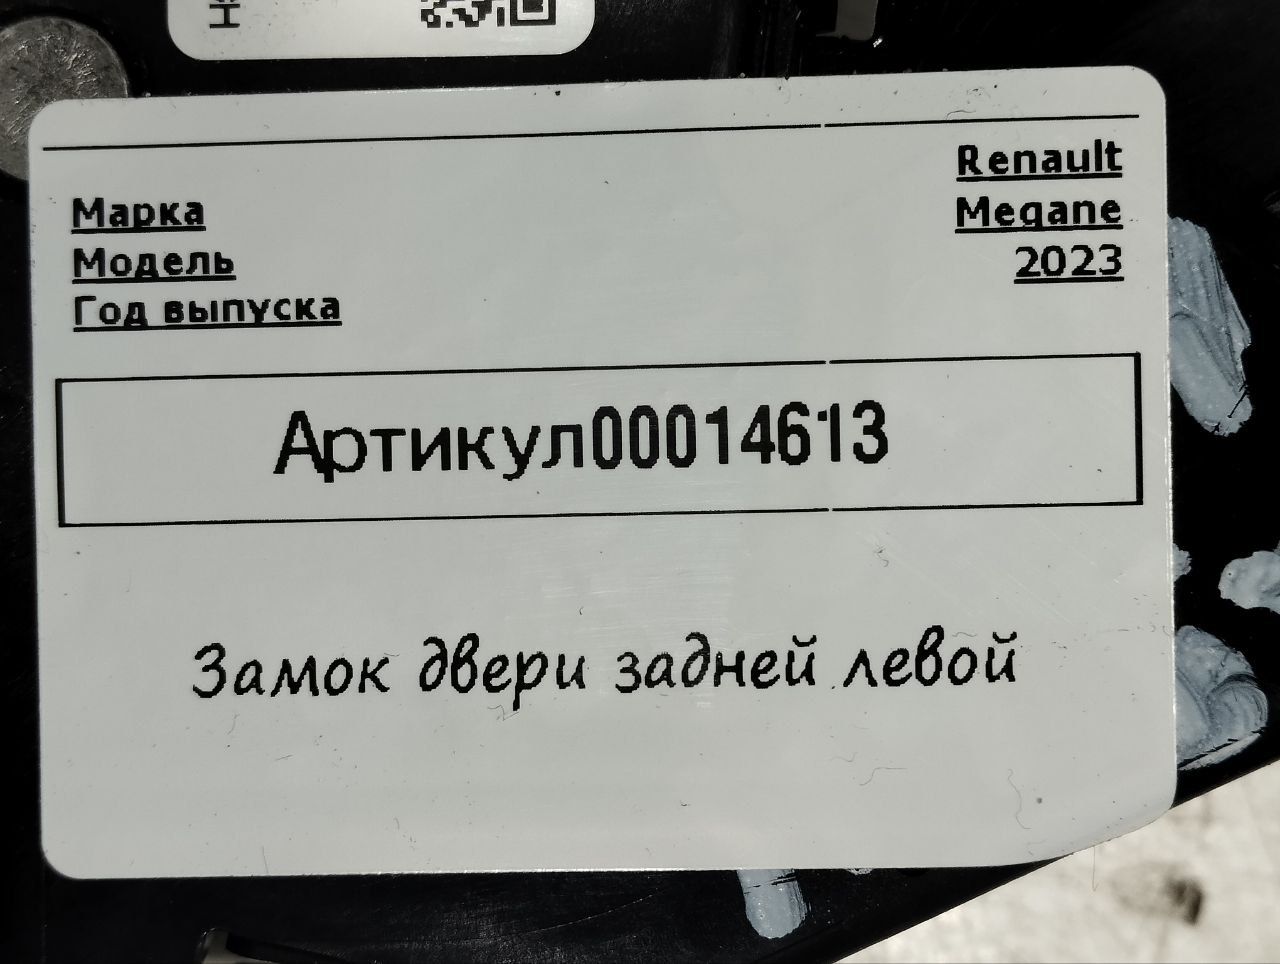 Renault
Марка Megane
Модель 2023
Год выпуска
Артикул00014613
Замок двери задней левой